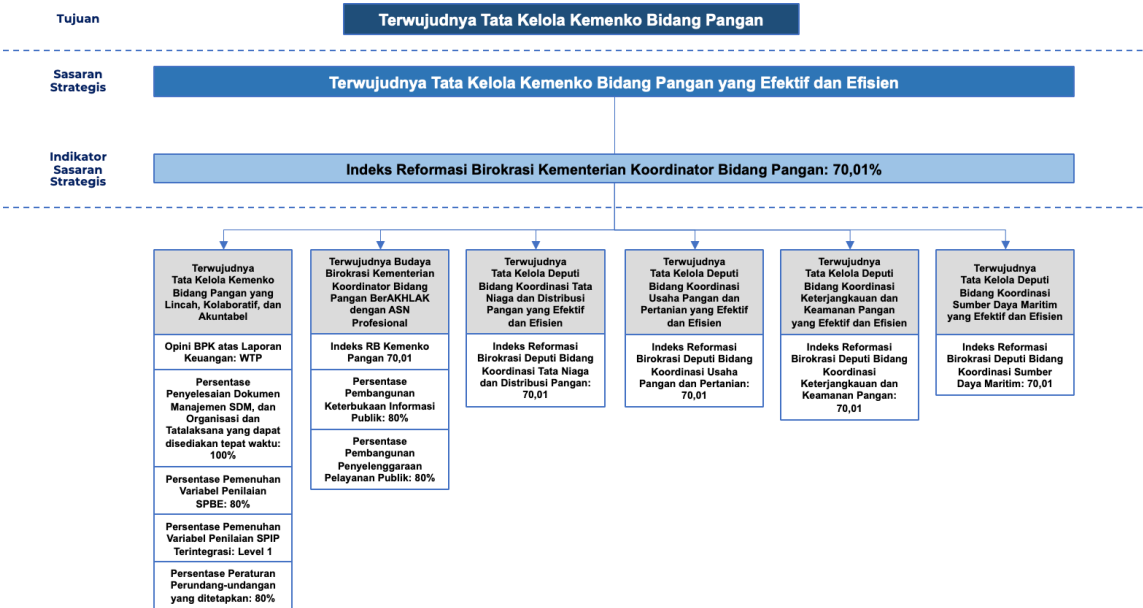 Tujuan
Terwujudnya Tata Kelola Kemenko Bidang Pangan
Sasaran
Strategis
Terwujudnya Tata Kelola Kemenko Bidang Pangan yang Efektif dan Efisien
Indikator
Sasaran
Strategis
Indeks Reformasi Birokrasi Kementerian Koordinator Bidang Pangan: 70,01%
Terwujudnya
Tata Kelola Kemenko
Bidang Pangan yang
Lincah, Kolaboratif, dan
Akuntabel
Opini BPK atas Laporan
Keuangan: WTP
Persentase
Penyelesaian Dokumen
Manajemen SDM, dan
Organisasi dan
Tatalaksana yang dapat
disediakan tepat waktu:
100%
Persentase Pemenuhan
Variabel Penilaian
SPBE: 80%
Persentase Pemenuhan
Variabel Penilaian SPIP
Terintegrasi: Level 1
Persentase Peraturan
Perundang-undangan
yang ditetapkan: 80%
Terwujudnya Budaya
Birokrasi Kementerian
Koordinator Bidang
Pangan BerAKHLAK
dengan ASN
Profesional
Indeks RB Kemenko
Pangan 70,01
Persentase
Pembangunan
Keterbukaan Informasi
Publik: 80%
Persentase
Pembangunan
Penyelenggaraan
Pelayanan Publik: 80%
Terwujudnya
Tata Kelola Deputi
Bidang Koordinasi Tata
Niaga dan Distribusi
Pangan yang Efektif
dan Efisien
Indeks Reformasi
Birokrasi Deputi Bidang
Koordinasi Tata Niaga
dan Distribusi Pangan:
70,01
Terwujudnya
Tata Kelola Deputi
Bidang Koordinasi
Usaha Pangan dan
Pertanian yang Efektif
dan Efisien
Indeks Reformasi
Birokrasi Deputi Bidang
Koordinasi Usaha
Pangan dan Pertanian:
70,01
Terwujudnya
Tata Kelola Deputi
Bidang Koordinasi
Keterjangkauan dan
Keamanan Pangan
yang Efektif dan Efisien
Indeks Reformasi
Birokrasi Deputi Bidang
Koordinasi
Keterjangkauan dan
Keamanan Pangan:
70,01
Terwujudnya
Tata Kelola Deputi
Bidang Koordinasi
Sumber Daya Maritim
yang Efektif dan Efisien
Indeks Reformasi
Birokrasi Deputi Bidang
Koordinasi Sumber
Daya Maritim: 70,01